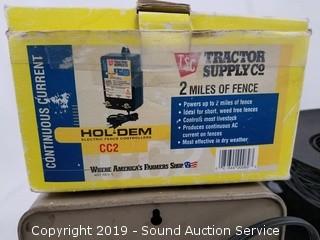 CONTINUOUS CURRENT
TSC TRACTOR
SUPPLY CO
2 MILES OF FENCE
• Powers up to 2 miles of fence
• Ideal for short, weed free fences
• Controls most livestock
• Produces continuous AC
current on fences
• Most effective in dry weather
HOL-DEM
ELECTRIC FENCE CONTROLLERS
CC2
WHERE AMERICA'S FARMERS SHOP
Copyright 2019 - Sound Auction Service